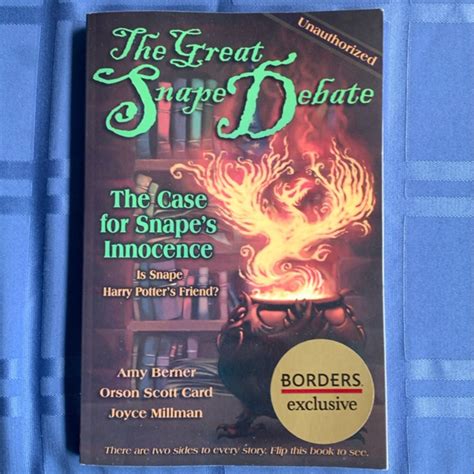 Unauthorized
The Great
Snape Debate
The Case
for Snape's
Innocence
Is Snape
Harry Potter's Friend?
Amy Berner
Orson Scott Card
Joyce Millman
BORDERS
exclusive
There are two sides to every story. Flip this book to see.